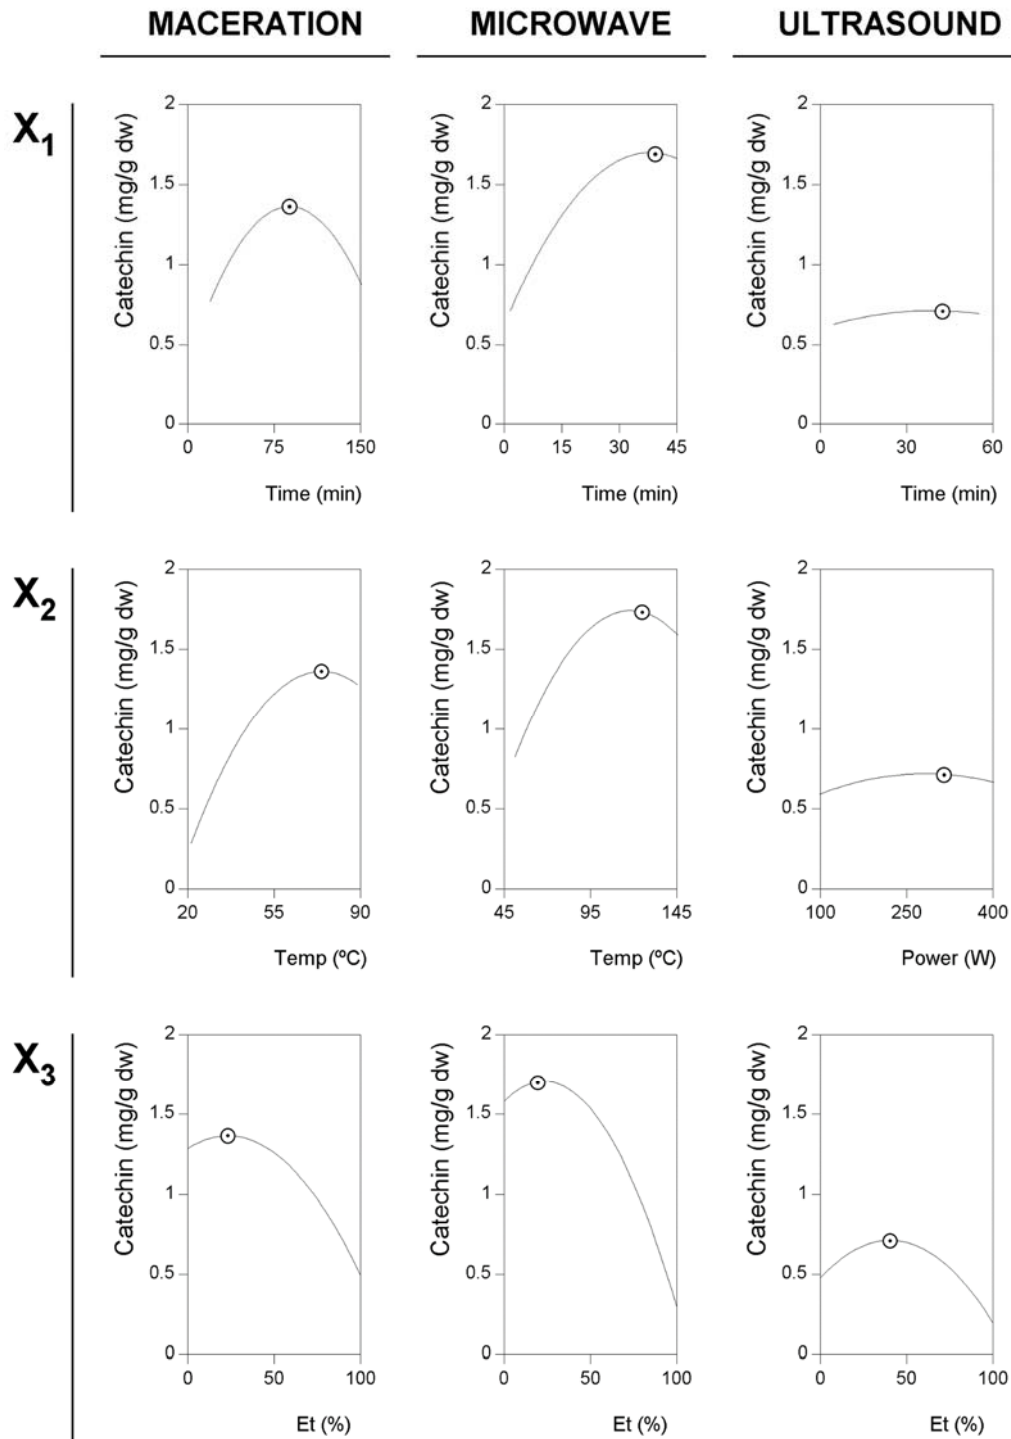 MACERATION MICROWAVE ULTRASOUND
X1
Catechin (mg/g dw) Catechin (mg/g dw) Catechin (mg/g dw)
2 2 2
1.5 1.5 1.5
1 1 1
0.5 0.5 0.5
0 0 0
0 75 150 0 15 30 45 0 30 60
Time (min) Time (min) Time (min)
X2
Catechin (mg/g dw) Catechin (mg/g dw) Catechin (mg/g dw)
2 2 2
1.5 1.5 1.5
1 1 1
0.5 0.5 0.5
0 0 0
20 55 90 45 95 145 100 250 400
Temp (ºC) Temp (ºC) Power (W)
X3
Catechin (mg/g dw) Catechin (mg/g dw) Catechin (mg/g dw)
2 2 2
1.5 1.5 1.5
1 1 1
0.5 0.5 0.5
0 0 0
0 50 100 0 50 100 0 50 100
Et (%) Et (%) Et (%)